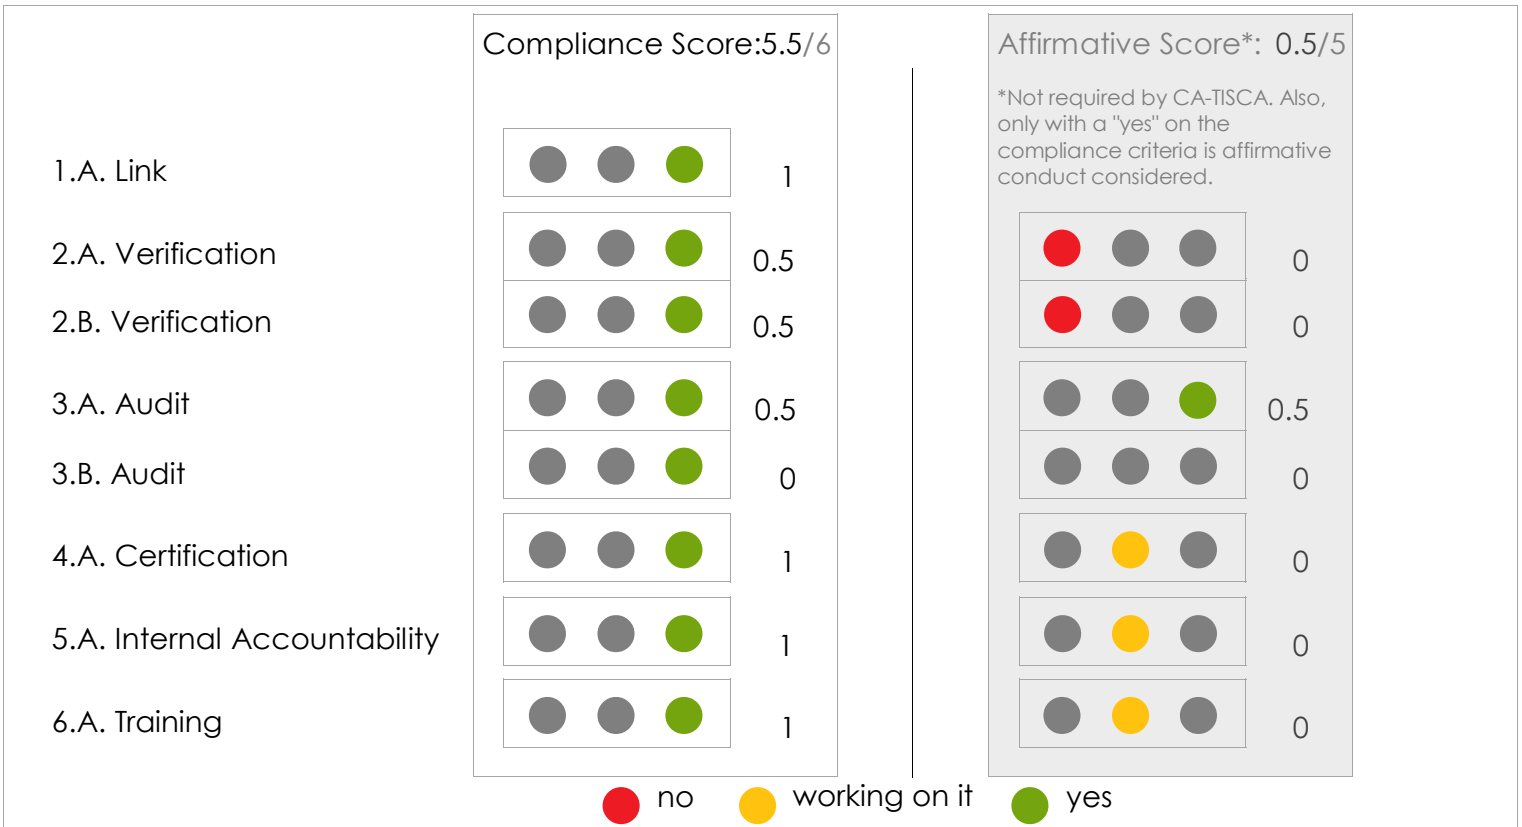 Compliance Score:5.5/6
Affirmative Score*: 0.5/5
*Not required by CA-TISCA. Also,
only with a "yes" on the
compliance criteria is affirmative
conduct considered.
1.A. Link 1
2.A. Verification 0.5 0
2.B. Verification 0.5 0
3.A. Audit 0.5 0.5
3.B. Audit 0 0
4.A. Certification 1 0
5.A. Internal Accountability 1 0
6.A. Training 1 0
no working on it yes